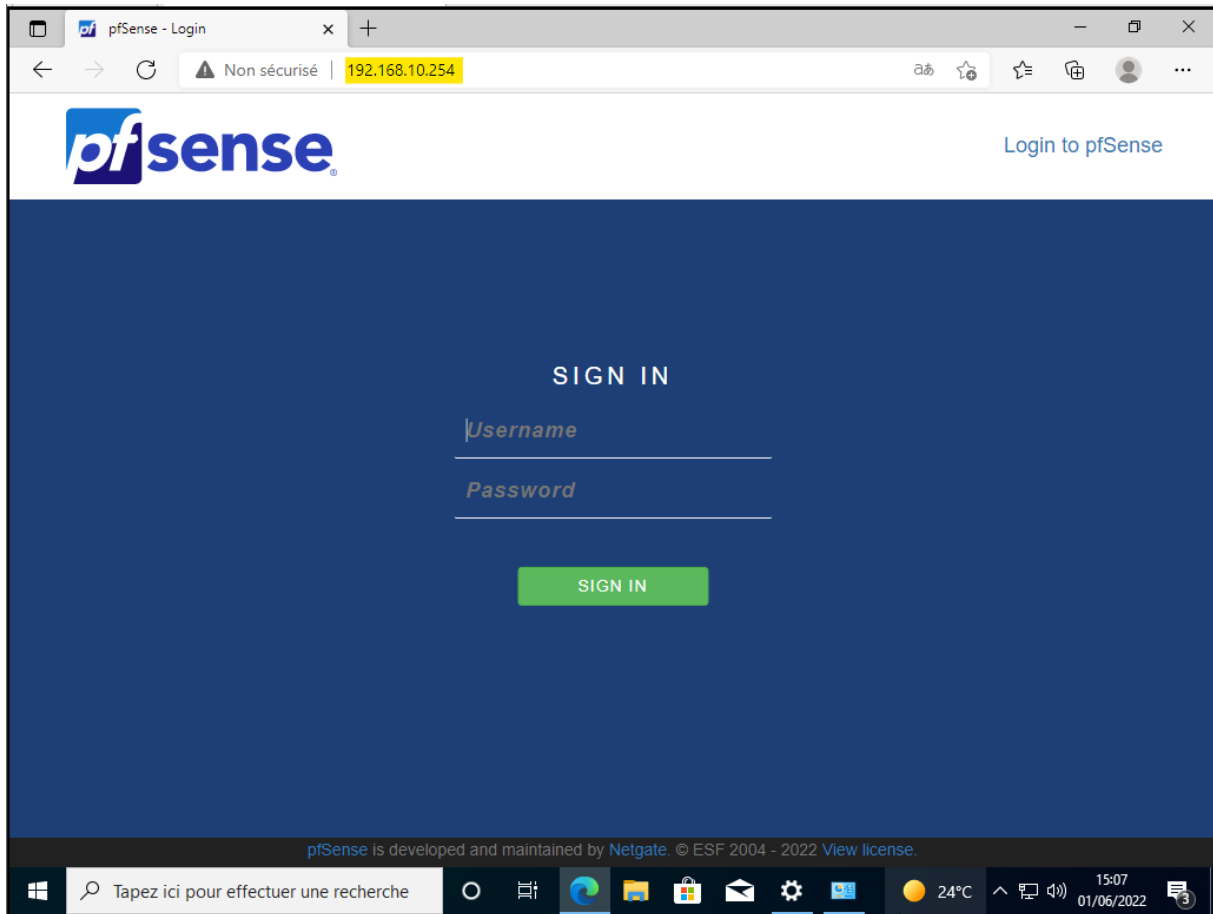 pfSense - Login
Non sécurisé 192.168.10.254
pfsense®
Login to pfSense
SIGN IN
Username
Password
SIGN IN
pfSense is developed and maintained by Netgate. © ESF 2004 - 2022 View license.
Tapez ici pour effectuer une recherche
24°C
15:07
01/06/2022
3